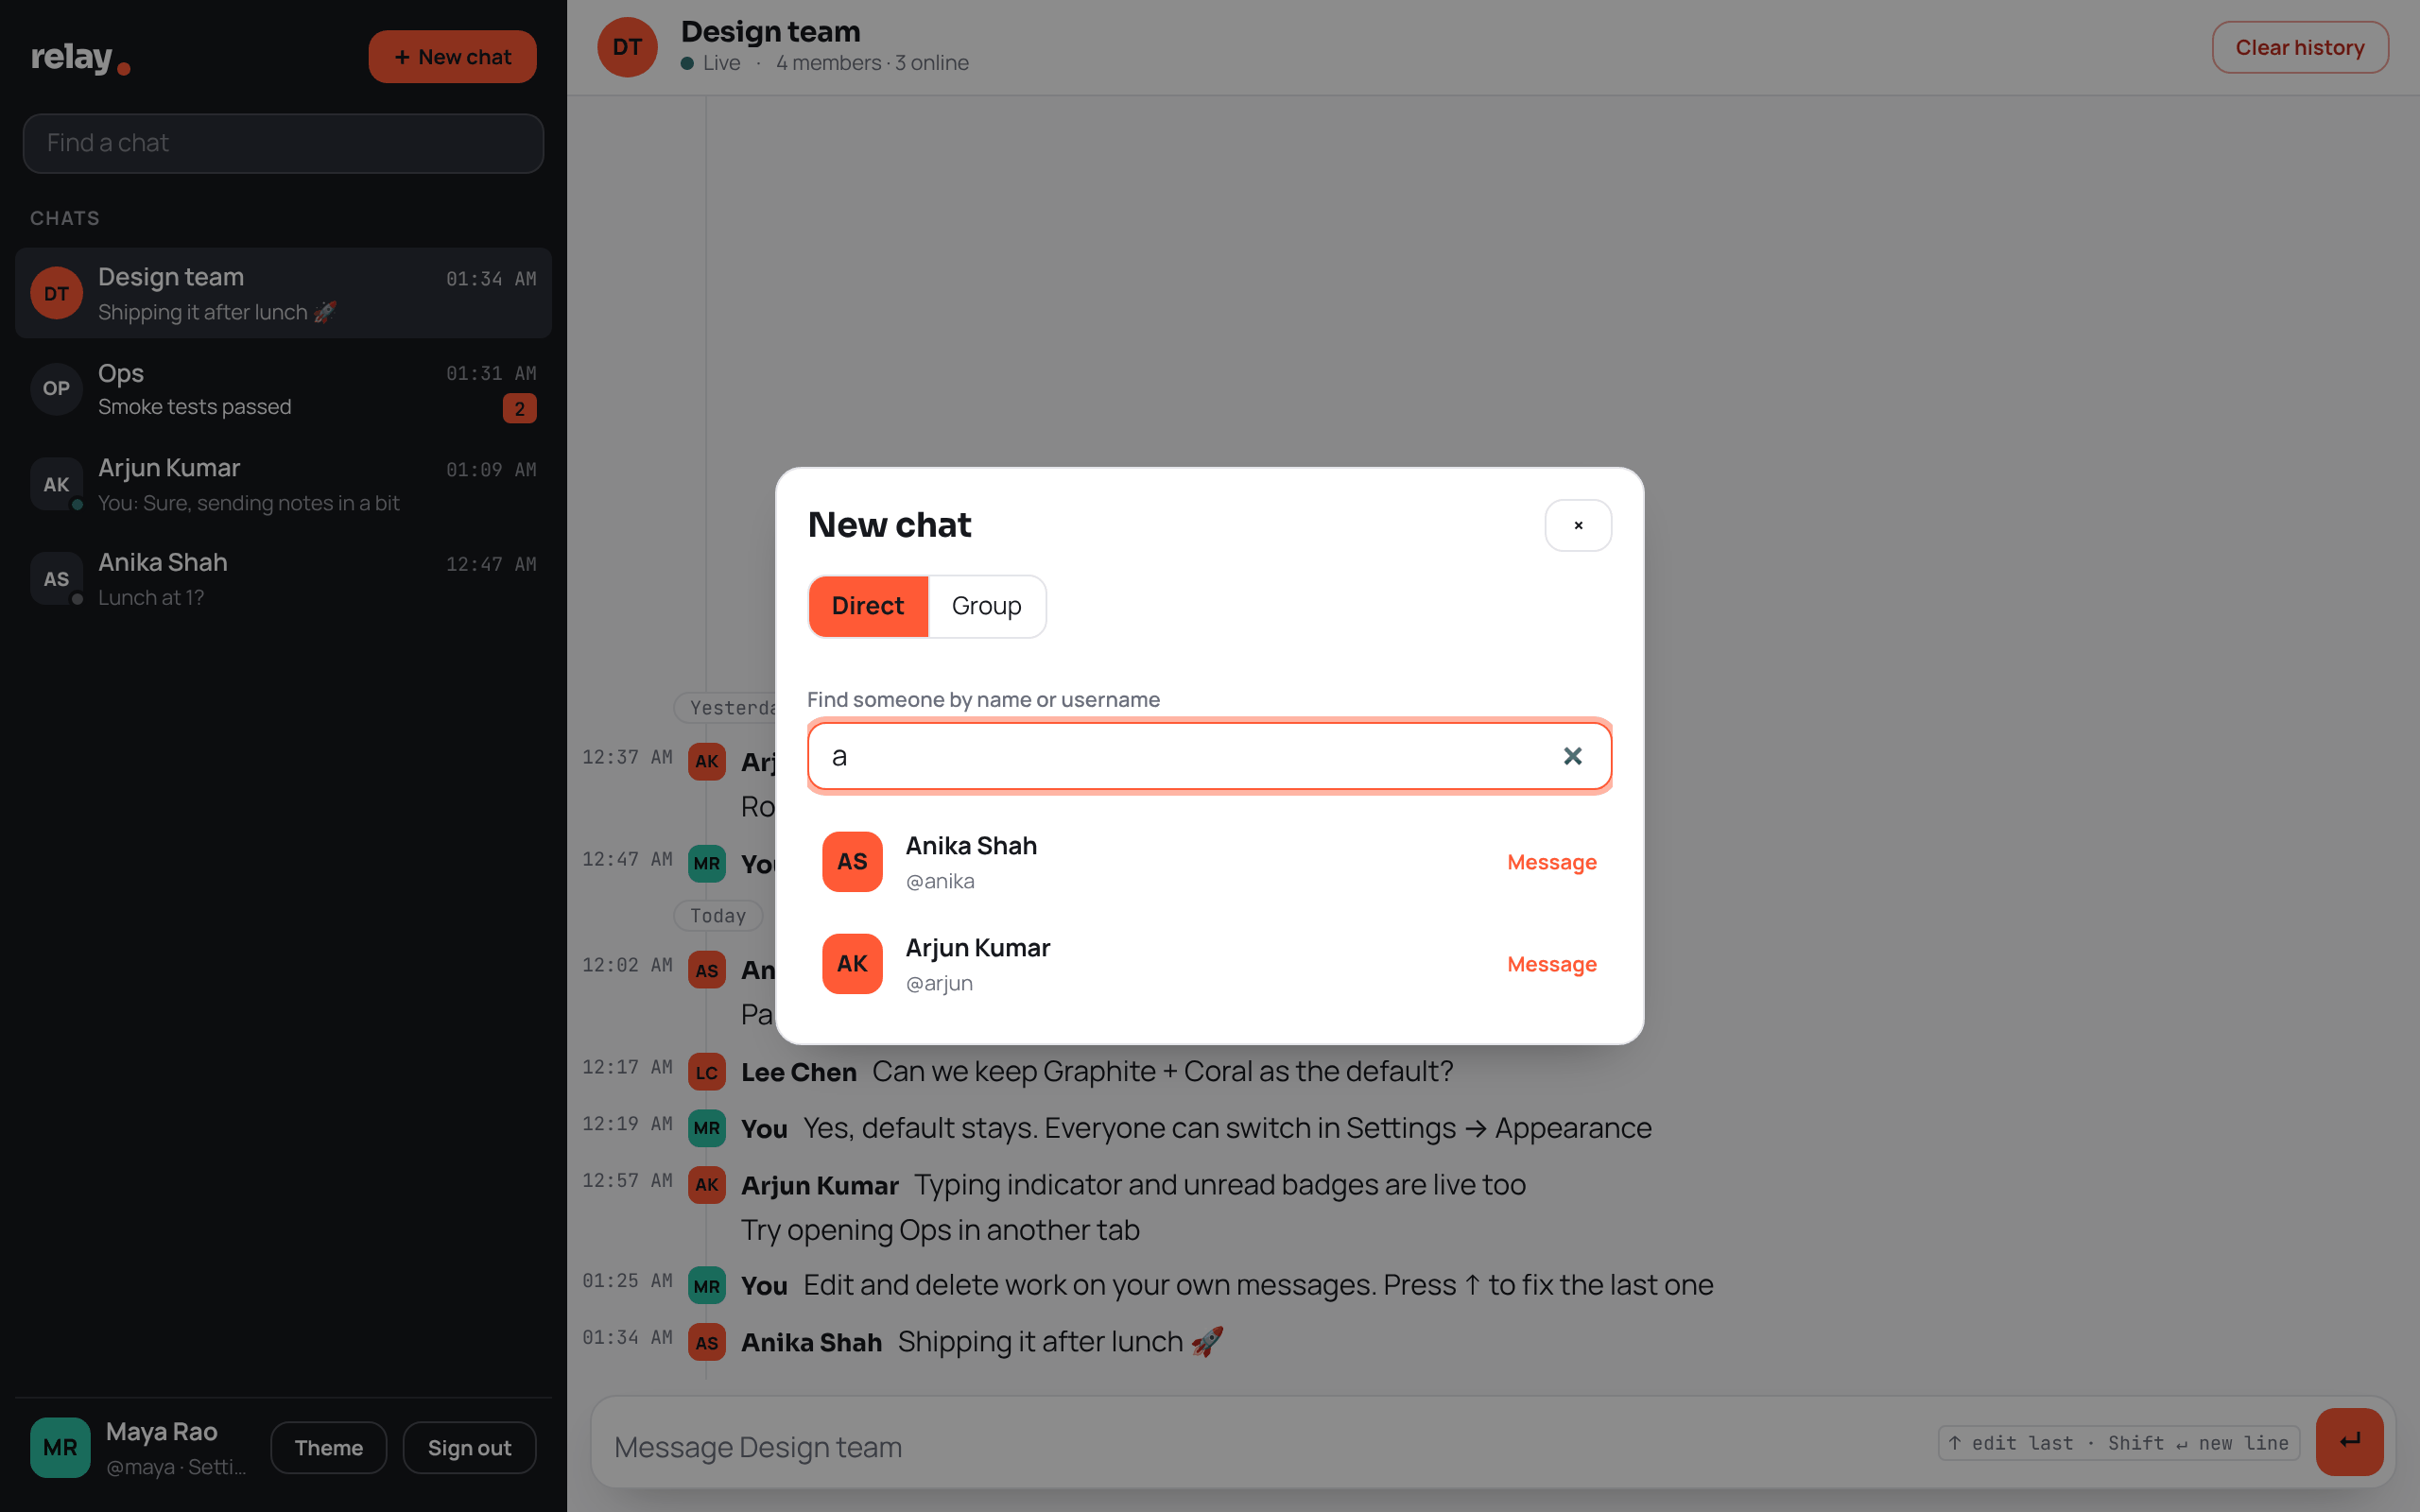 relay.
+ New chat
Find a chat
CHATS
DT Design team 01:34 AM
Shipping it after lunch 🚀
OP Ops 01:31 AM
Smoke tests passed 2
AK Arjun Kumar 01:09 AM
You: Sure, sending notes in a bit
AS Anika Shah 12:47 AM
Lunch at 1?
MR Maya Rao
@maya · Setti…
Theme
Sign out
DT Design team
Live · 4 members · 3 online
Clear history
New chat
×
Direct Group
Find someone by name or username
a
AS Anika Shah
@anika
Message
AK Arjun Kumar
@arjun
Message
12:37 AM AK
12:47 AM MR
Today
12:02 AM AS
12:17 AM LC Lee Chen Can we keep Graphite + Coral as the default?
12:19 AM MR You Yes, default stays. Everyone can switch in Settings → Appearance
12:57 AM AK Arjun Kumar Typing indicator and unread badges are live too
Try opening Ops in another tab
01:25 AM MR You Edit and delete work on your own messages. Press ↑ to fix the last one
01:34 AM AS Anika Shah Shipping it after lunch 🚀
Message Design team
↑ edit last · Shift ↵ new line
↵